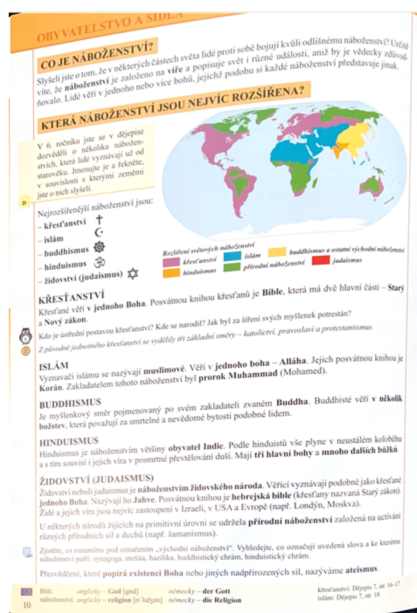 OBYVATELSTVO A SÍDLA
CO JE NÁBOŽENSTVÍ?
Slyšeli jste o tom, že v některých částech světa lidé proti sobě bojují kvůli odlišnému náboženství? Určitě
víte, že náboženství je založeno na víře a popisuje svět i různé události, aniž by je vědecky zdůvod-
ňovalo. Lidé věří v jednoho nebo více bohů, jejichž podobu si každé náboženství představuje jinak.
KTERÁ NÁBOŽENSTVÍ JSOU NEJVÍC ROZŠÍŘENA?
V 6. ročníku jste se v dějepise
dozvěděli o několika nábožen-
stvích, která lidé vyznávají už od
starověku. Jmenujte je a řekněte,
v souvislosti s kterými zeměmi
jste o nich slyšeli.
D
Nejrozšířenější náboženství jsou:
– křesťanství
– islám
– buddhismus
– hinduismus
– židovství (judaismus)
Rozšíření světových náboženství
křesťanství
islám
buddhismus a ostatní východní náboženství
hinduismus
přírodní náboženství
judaismus
KŘESŤANSTVÍ
Křesťané věří v jednoho Boha. Posvátnou knihou křesťanů je Bible, která má dvě hlavní části - Starý
a Nový zákon.
Kdo je ústřední postavou křesťanství? Kde se narodil? Jak byl za šíření svých myšlenek potrestán?
Z původně jednotného křesťanství se vydělily tři základní směry – katolictví, pravoslaví a protestantismus.
ISLÁM
Vyznavači islámu se nazývají muslimové. Věří v jednoho boha – Alláha. Jejich posvátnou knihou je
Korán. Zakladatelem tohoto náboženství byl prorok Muhammad (Mohamed).
BUDDHISMUS
Je myšlenkový směr pojmenovaný po svém zakladateli zvaném Buddha. Buddhisté věří v několik
božstev, která považují za smrtelné a nevědomé bytosti podobné lidem.
HINDUISMUS
Hinduismus je náboženstvím většiny obyvatel Indie. Podle hinduistů vše plyne v neustálém koloběhu
a s tím souvisí i jejich víra v posmrtné převtělování duší. Mají tři hlavní bohy a mnoho dalších bůžků.
ŽIDOVSTVÍ (JUDAISMUS)
Židovství neboli judaismus je náboženstvím židovského národa. Věřící vyznávají podobně jako křesťané
jednoho Boha. Nazývají ho Jahve. Posvátnou knihou je hebrejská bible (křesťany nazvaná Starý zákon).
Židé a jejich víra jsou nejvíc zastoupeni v Izraeli, v USA a v Evropě (např. Londýn, Moskva).
U některých národů žijících na primitivní úrovni se udržela přírodní náboženství založená na uctívání
různých přírodních sil a duchů (např. šamanismus).
Zjistěte, co rozumíme pod označením „východní náboženství". Vyhledejte, co označují uvedená slova a ke kterému
náboženství patří: synagoga, mešita, bazilika, buddhistický chrám, hinduistický chrám.
Přesvědčení, které popírá existenci Boha nebo jiných nadpřirozených sil, nazýváme ateismus.
Bůh: anglicky – God [god] německy – der Gott
náboženství: anglicky – religion německy – die Religion
křesťanství: Dějepis 7, str. 16-17
islám: Dějepis 7, str. 18
10